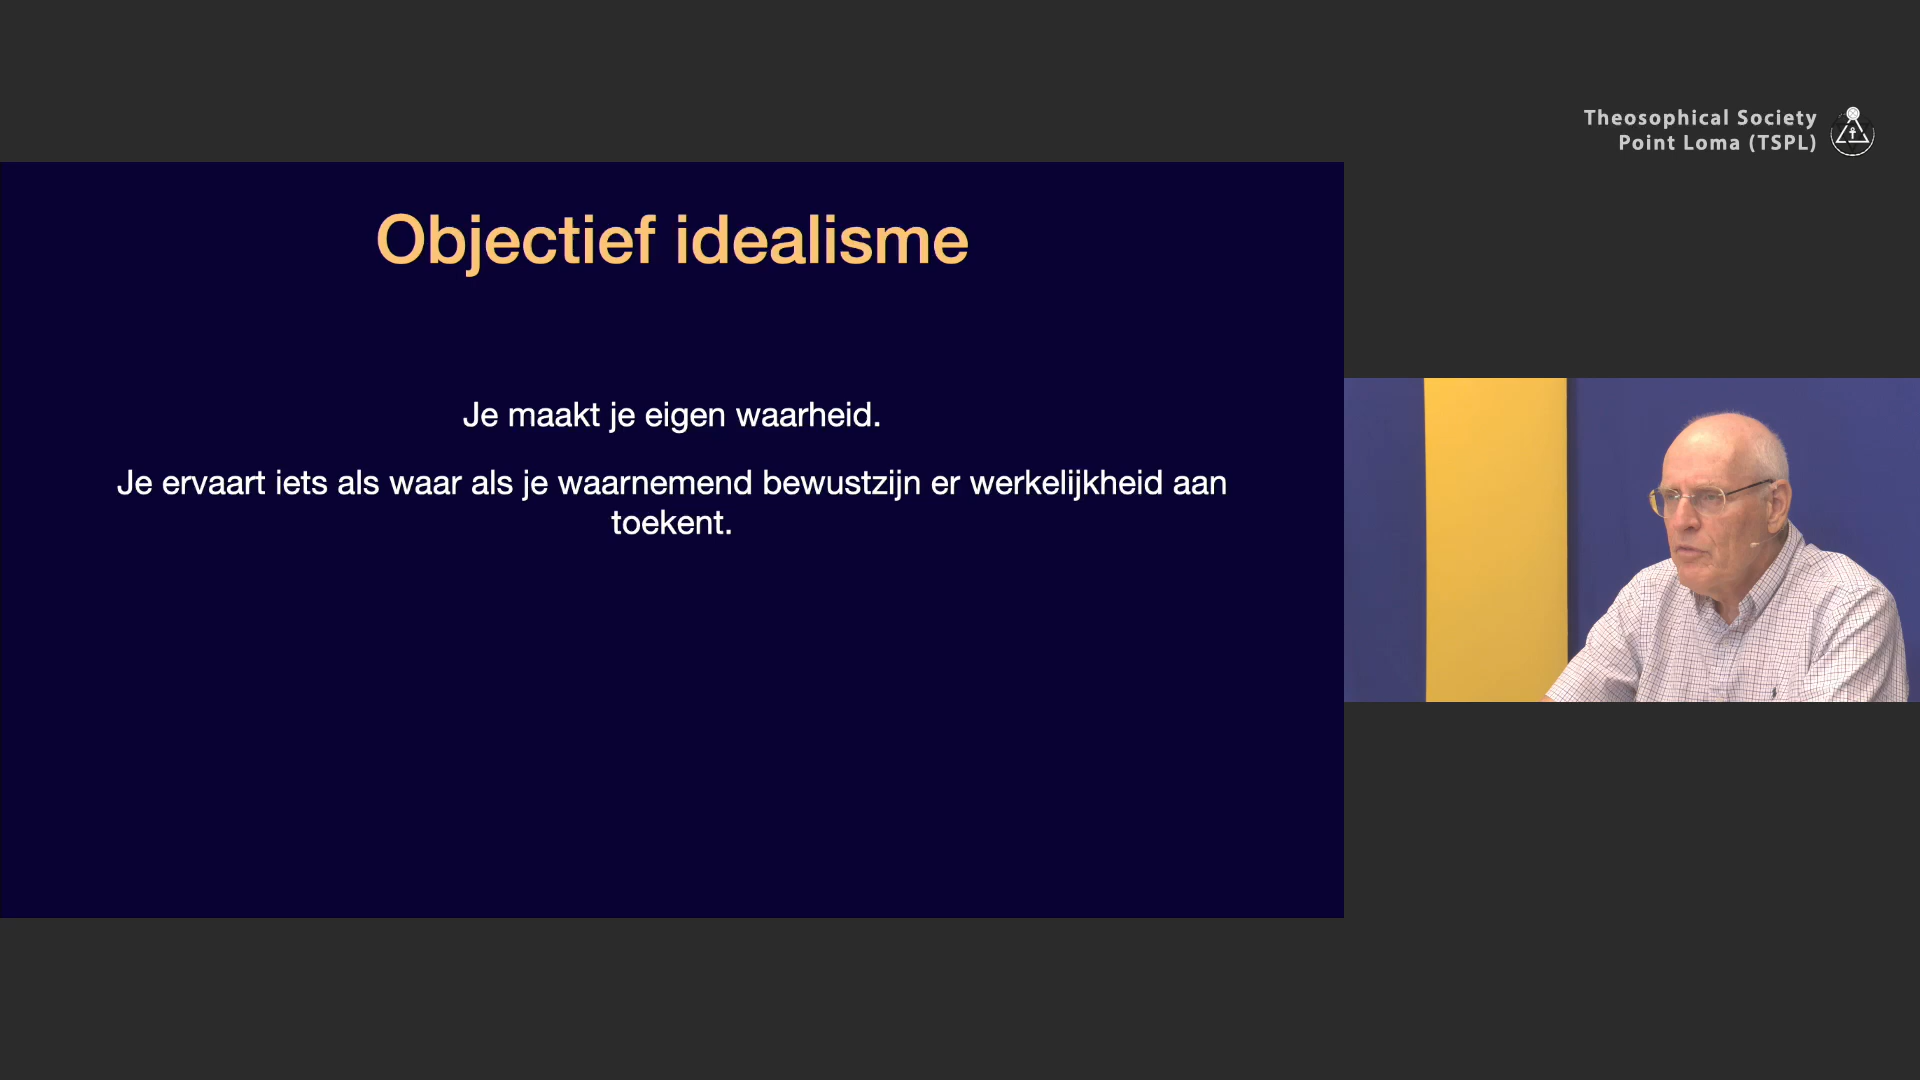 Theosophical Society
Point Loma (TSPL)
Objectief idealisme
Je maakt je eigen waarheid.
Je ervaart iets als waar als je waarnemend bewustzijn er werkelijkheid aan
toekent.